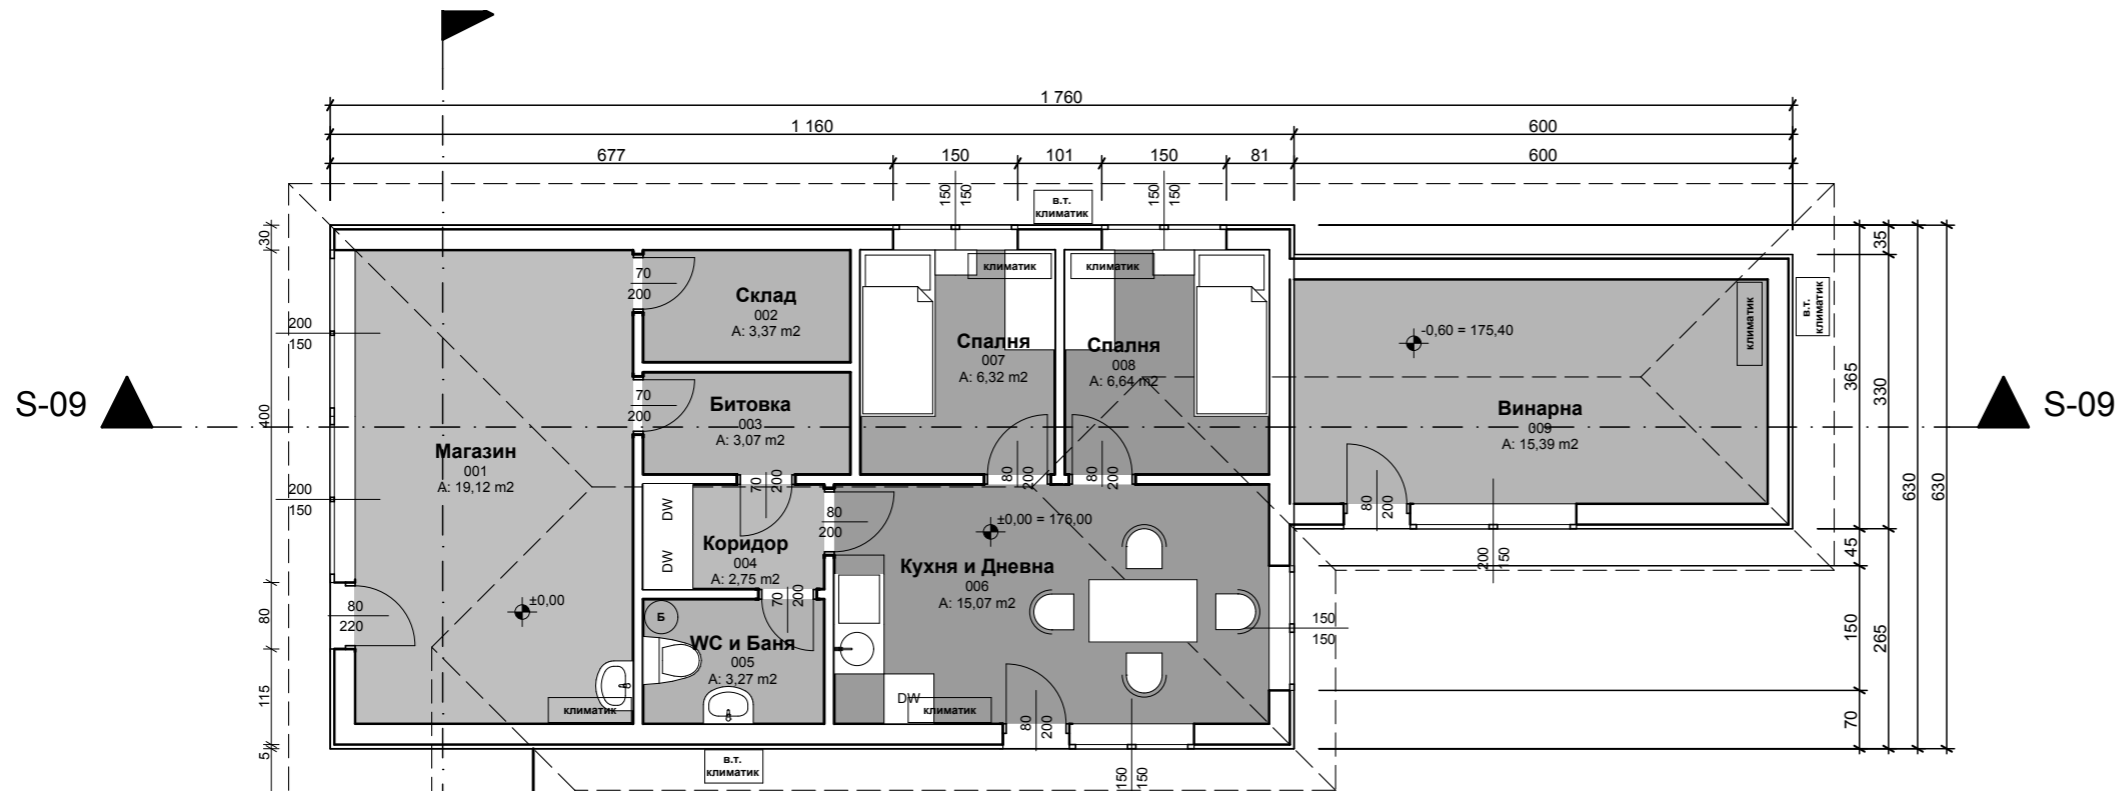 1 760
1 160
600
677
150
101
150
81
600
150
150
150
150
в.т.
климатик
30
35
70
200
Склад
002
A: 3,37 m2
климатик
климатик
климатик
в.т.
климатик
200
150
Спалня
007
A: 6,32 m2
Спалня
008
A: 6,64 m2
-0,60 = 175,40
365
330
S-09
400
70
200
Битовка
003
A: 3,07 m2
Винарна
009
A: 15,39 m2
S-09
Магазин
001
A: 19,12 m2
70
200
80
200
80
200
80
200
630
630
200
150
DW
DW
80
200
±0,00 = 176,00
Коридор
004
A: 2,75 m2
Кухня и Дневна
006
A: 15,07 m2
200
150
45
80
220
80
±0,00
70
200
Б
WC и Баня
005
A: 3,27 m2
150
150
150
265
115
климатик
DW
климатик
80
200
70
5
в.т.
климатик
150
150